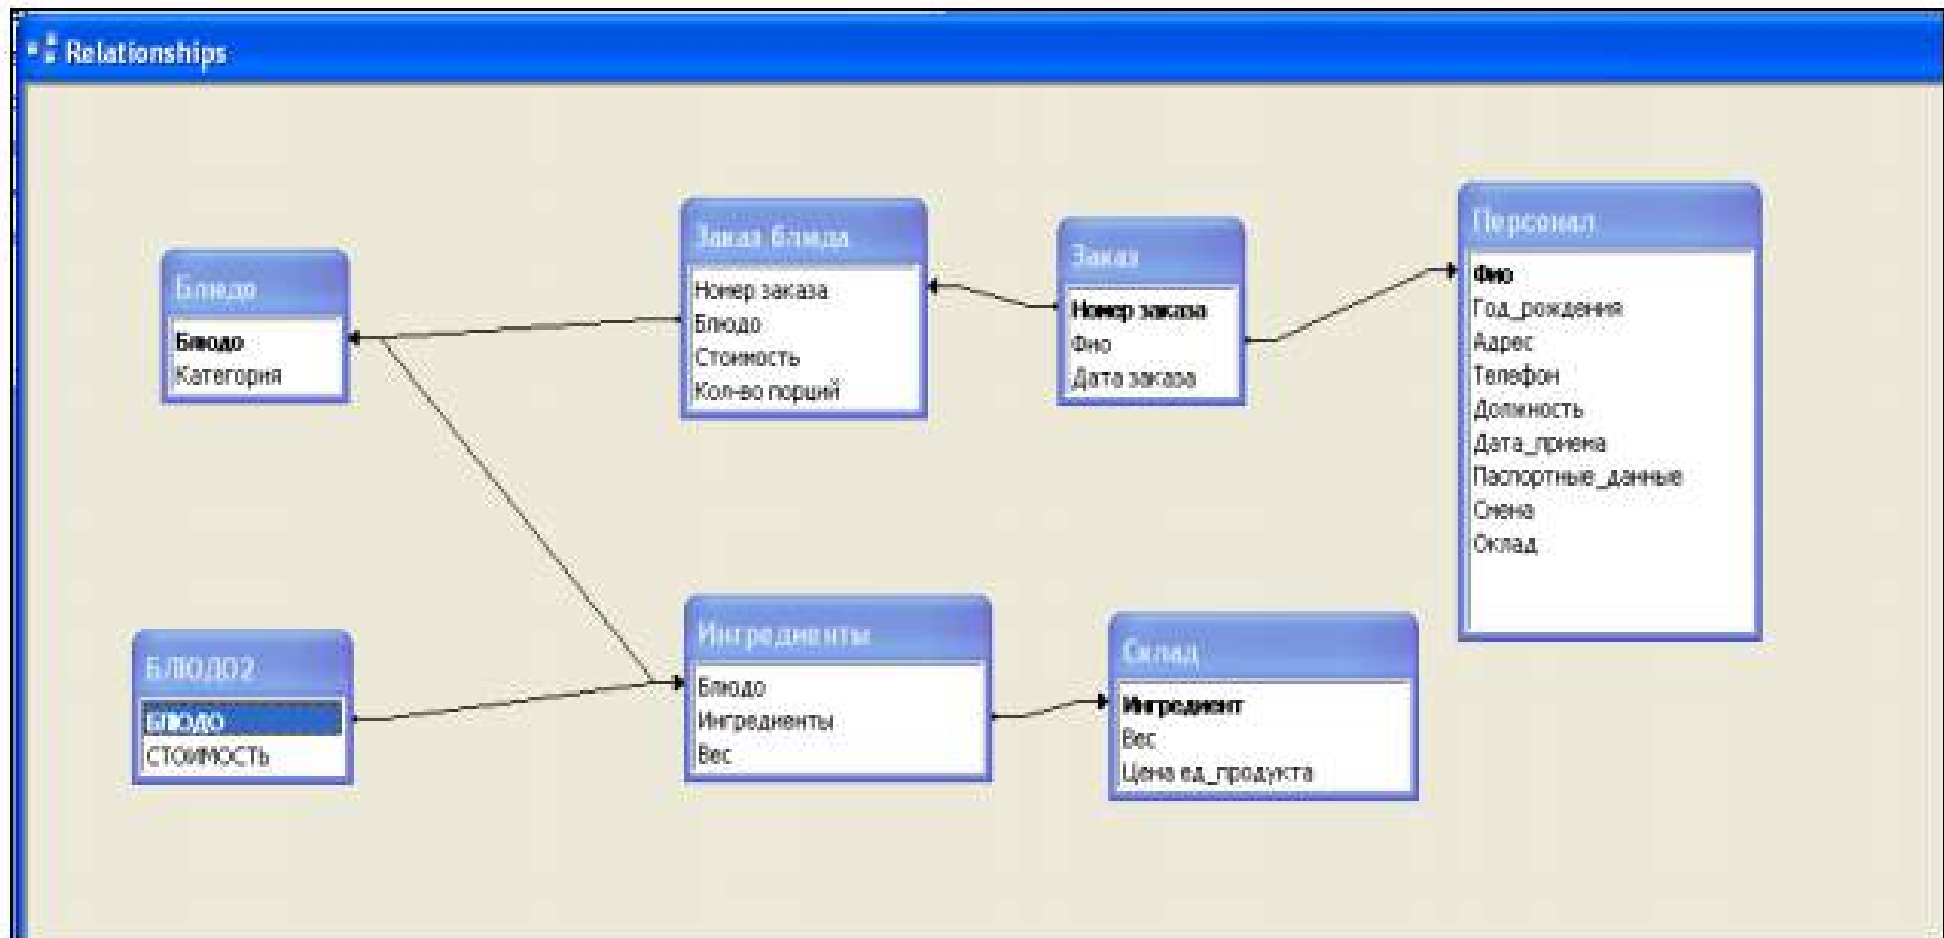 Relationships
Блюдо
Блюдо
Категория
Заказ блюда
Номер заказа
Блюдо
Стоимость
Кол-во порций
Заказ
Номер заказа
Фио
Дата заказа
Персонал
Фио
Год_рождения
Адрес
Телефон
Должность
Дата_приема
Паспортные_данные
Смена
Оклад
БЛЮДО2
БЛЮДО
СТОИМОСТЬ
Ингредиенты
Блюдо
Ингредиенты
Вес
Склад
Ингредиент
Вес
Цена ед_продукта